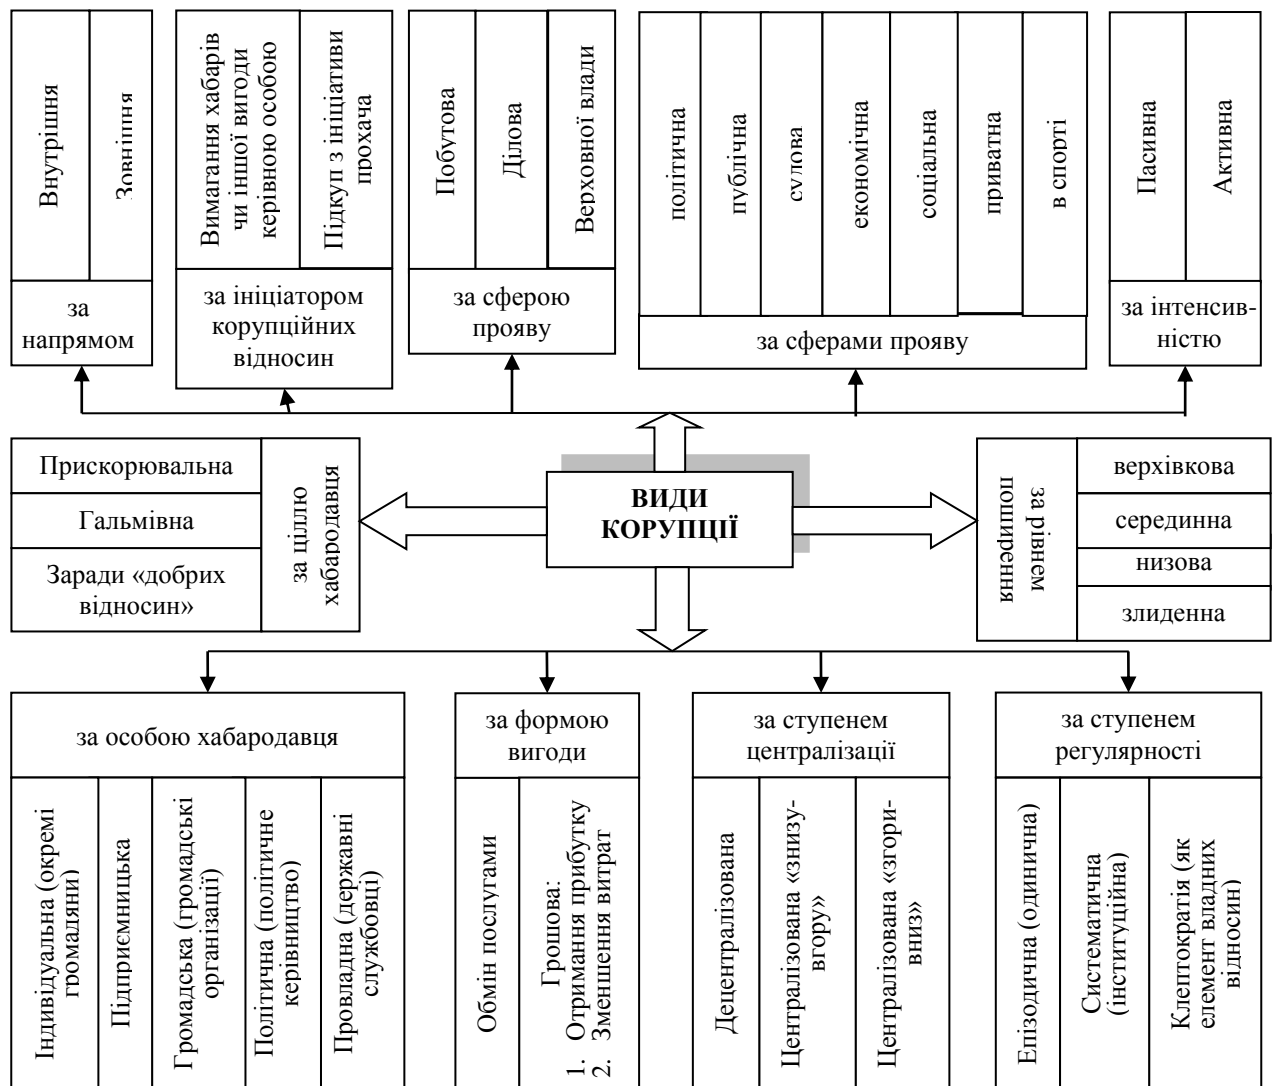 Внутрішня
Зовнішня
за
напрямом
Вимагання хабарів
чи іншої вигоди
керівною особою
Підкуп з ініціативи
прохача
за ініціатором
корупційних
відносин
Побутова
Ділова
Верховної влади
за сферою
прояву
політична
публічна
судова
економічна
соціальна
приватна
в спорті
за сферами прояву
Пасивна
Активна
за інтенсив-
ністю
Прискорювальна
Гальмівна
Заради «добрих
відносин»
за ціллю
хабародавця
ВИДИ
КОРУПЦІЇ
за рівнем
поширення
верхівкова
серединна
низова
злиденна
за особою хабародавця
Індивідуальна (окремі
громадяни)
Підприємницька
Громадська (громадські
організації)
Політична (політичне
керівництво)
Провладна (державні
службовці)
за формою
вигоди
Обмін послугами
Грошова:
1. Отримання прибутку
2. Зменшення витрат
за ступенем
централізації
Децентралізована
Централізована «знизу-
вгору»
Централізована «згори-
вниз»
за ступенем
регулярності
Епізодична (одинична)
Систематична
(інституційна)
Клептократія (як
елемент владних
відносин)